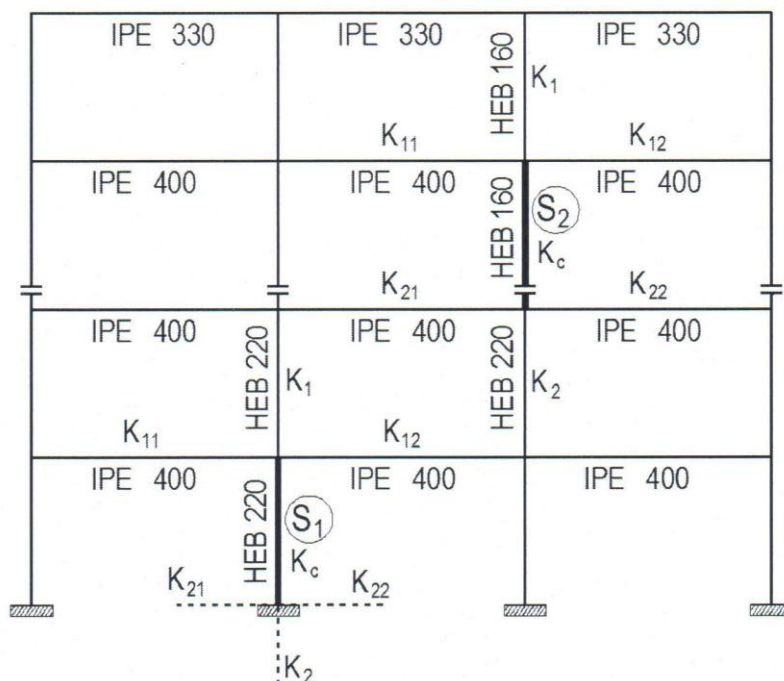 IPE 330 IPE 330 IPE 330
HEB 160 K1
K11 K12
IPE 400 IPE 400 IPE 400
HEB 160 S2
Kc
K21 K22
IPE 400 IPE 400 IPE 400
HEB 220 K1 HEB 220 K2
K11 K12
IPE 400 IPE 400 IPE 400
HEB 220 S1
Kc
K21 K22
K2